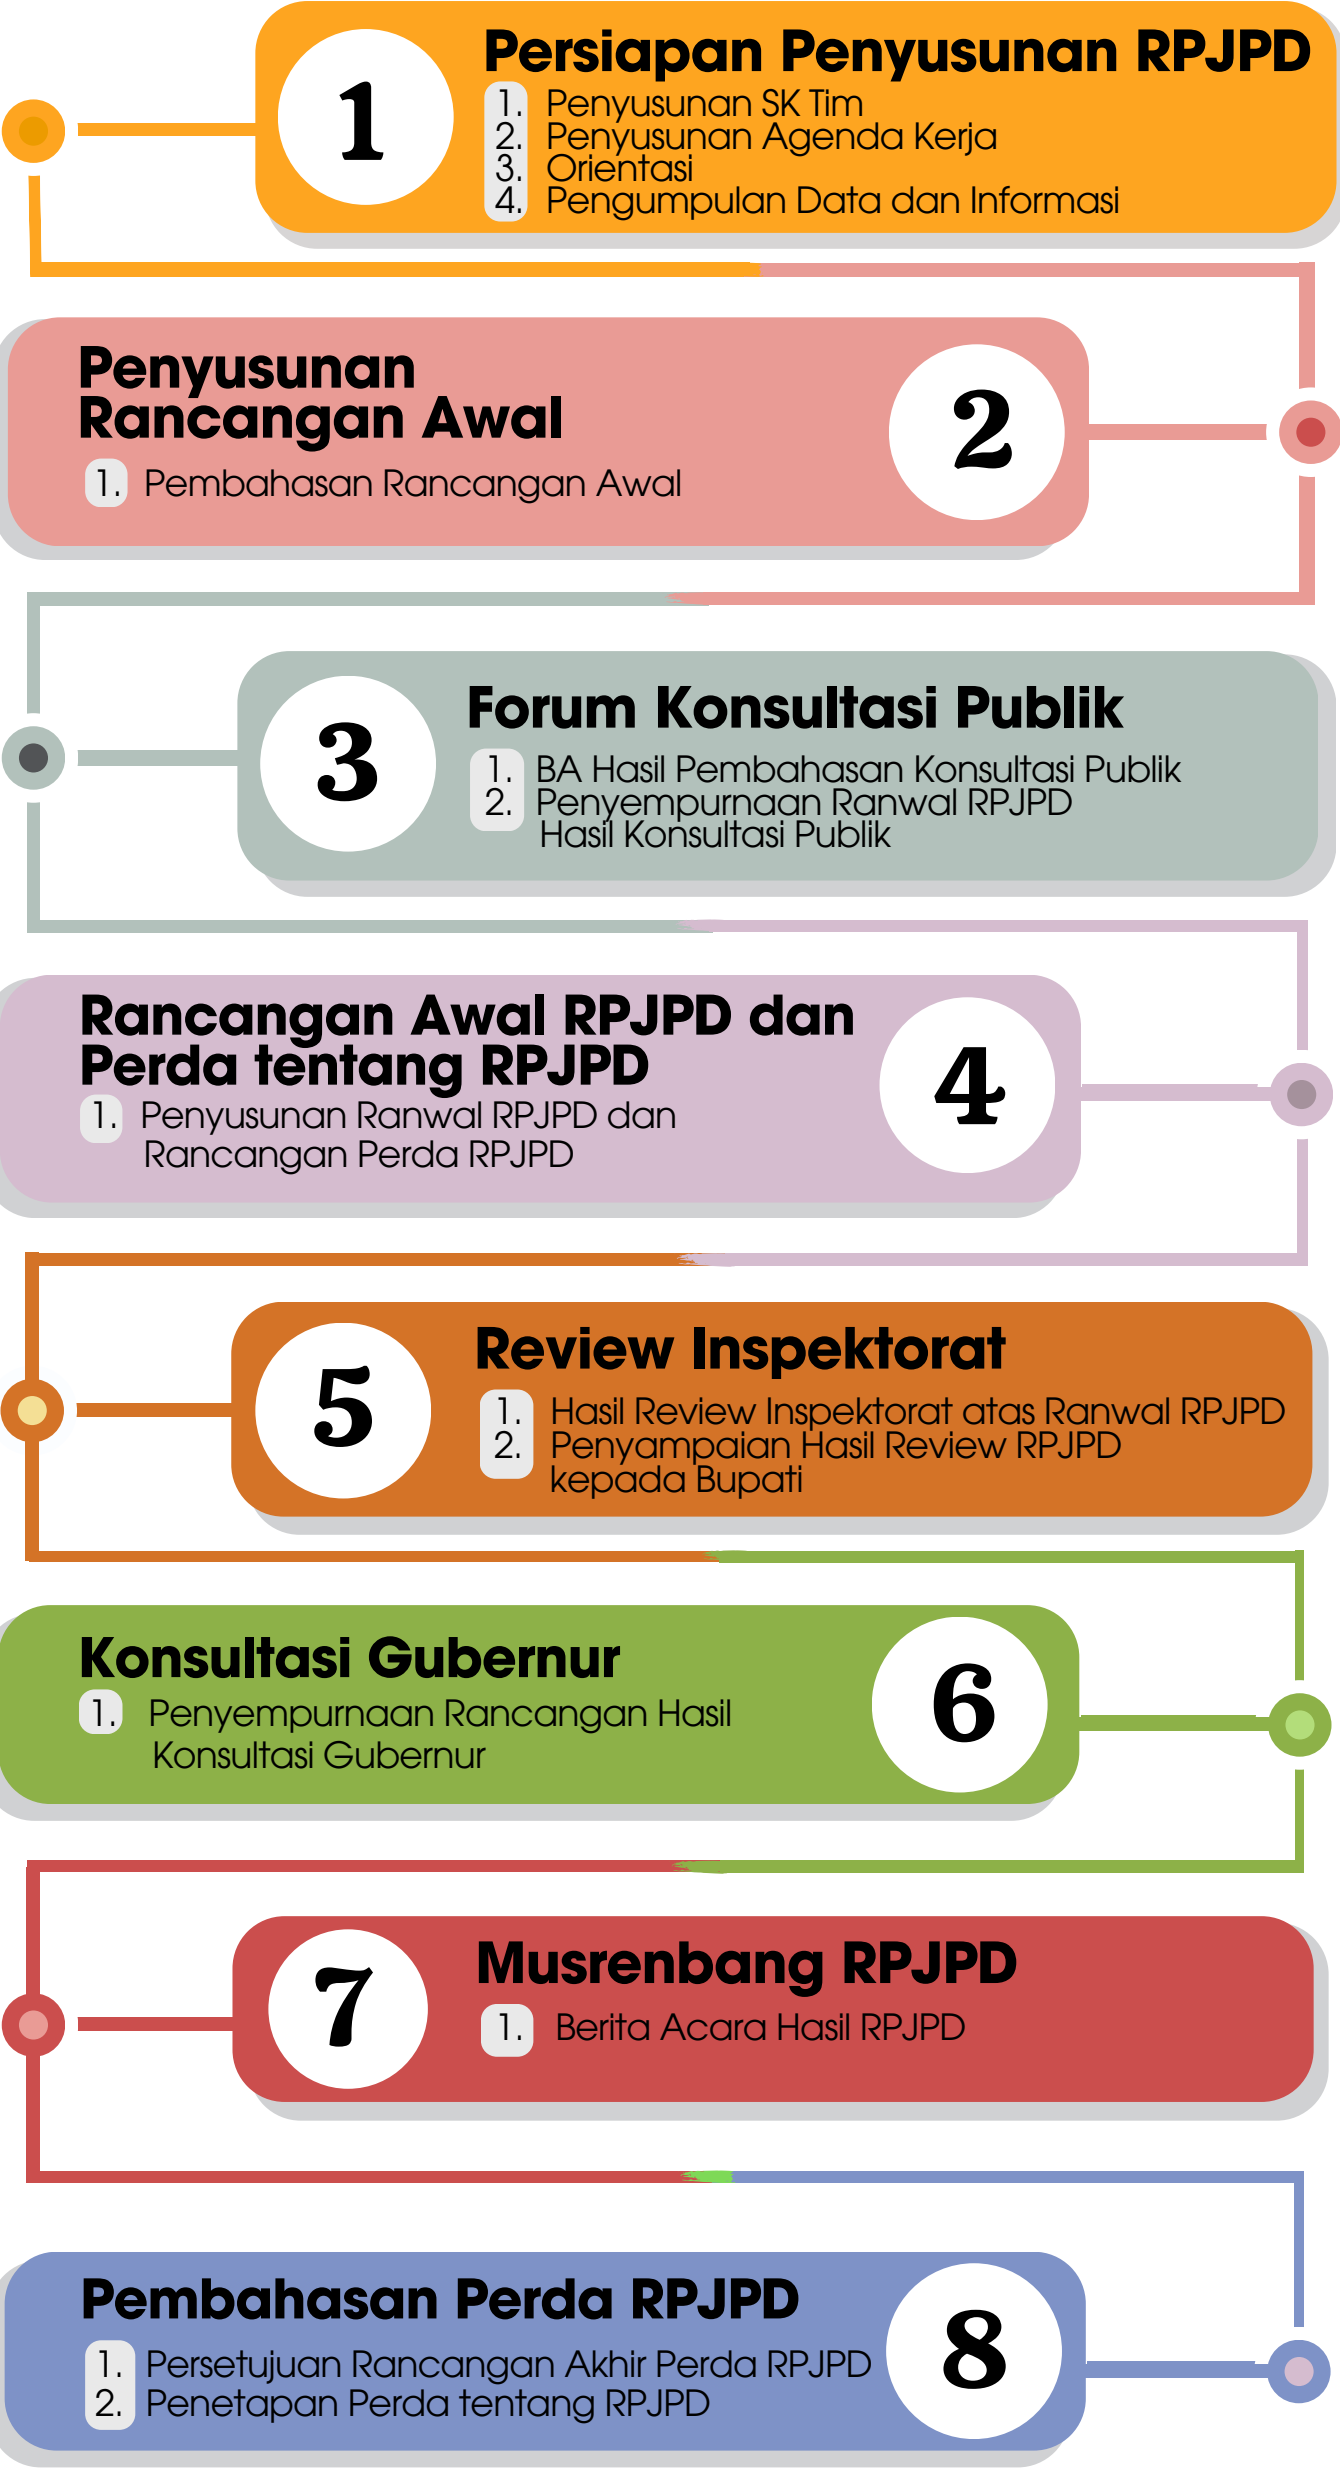 1
Persiapan Penyusunan RPJPD
1. Penyusunan SK Tim
2. Penyusunan Agenda Kerja
3. Orientasi
4. Pengumpulan Data dan Informasi
Penyusunan
Rancangan Awal
1. Pembahasan Rancangan Awal
2
3
Forum Konsultasi Publik
1. BA Hasil Pembahasan Konsultasi Publik
2. Penyempurnaan Ranwal RPJPD
Hasil Konsultasi Publik
Rancangan Awal RPJPD dan
Perda tentang RPJPD
1. Penyusunan Ranwal RPJPD dan
Rancangan Perda RPJPD
4
5
Review Inspektorat
1. Hasil Review Inspektorat atas Ranwal RPJPD
2. Penyampaian Hasil Review RPJPD
kepada Bupati
Konsultasi Gubernur
1. Penyempurnaan Rancangan Hasil
Konsultasi Gubernur
6
7
Musrenbang RPJPD
1. Berita Acara Hasil RPJPD
Pembahasan Perda RPJPD
1. Persetujuan Rancangan Akhir Perda RPJPD
2. Penetapan Perda tentang RPJPD
8